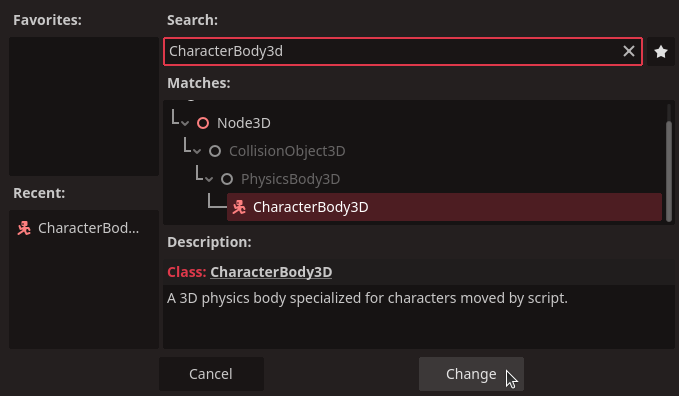 Favorites:
Search:
CharacterBody3d
Matches:
Node3D
CollisionObject3D
PhysicsBody3D
CharacterBody3D
Recent:
CharacterBod...
Description:
Class: CharacterBody3D
A 3D physics body specialized for characters moved by script.
Cancel
Change